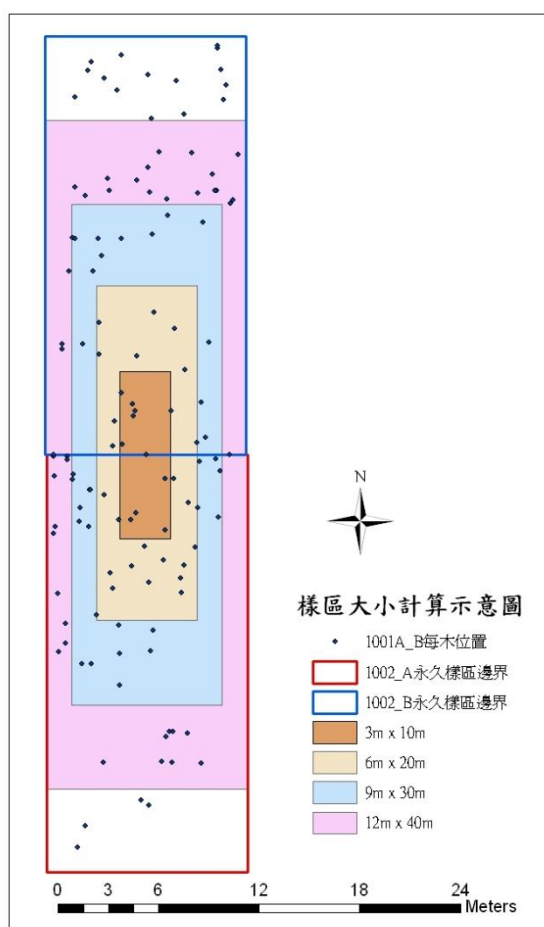 N
樣區大小計算示意圖
1001A_B每木位置
1002_A永久樣區邊界
1002_B永久樣區邊界
3m x 10m
6m x 20m
9m x 30m
12m x 40m
0 3 6 12 18 24
Meters